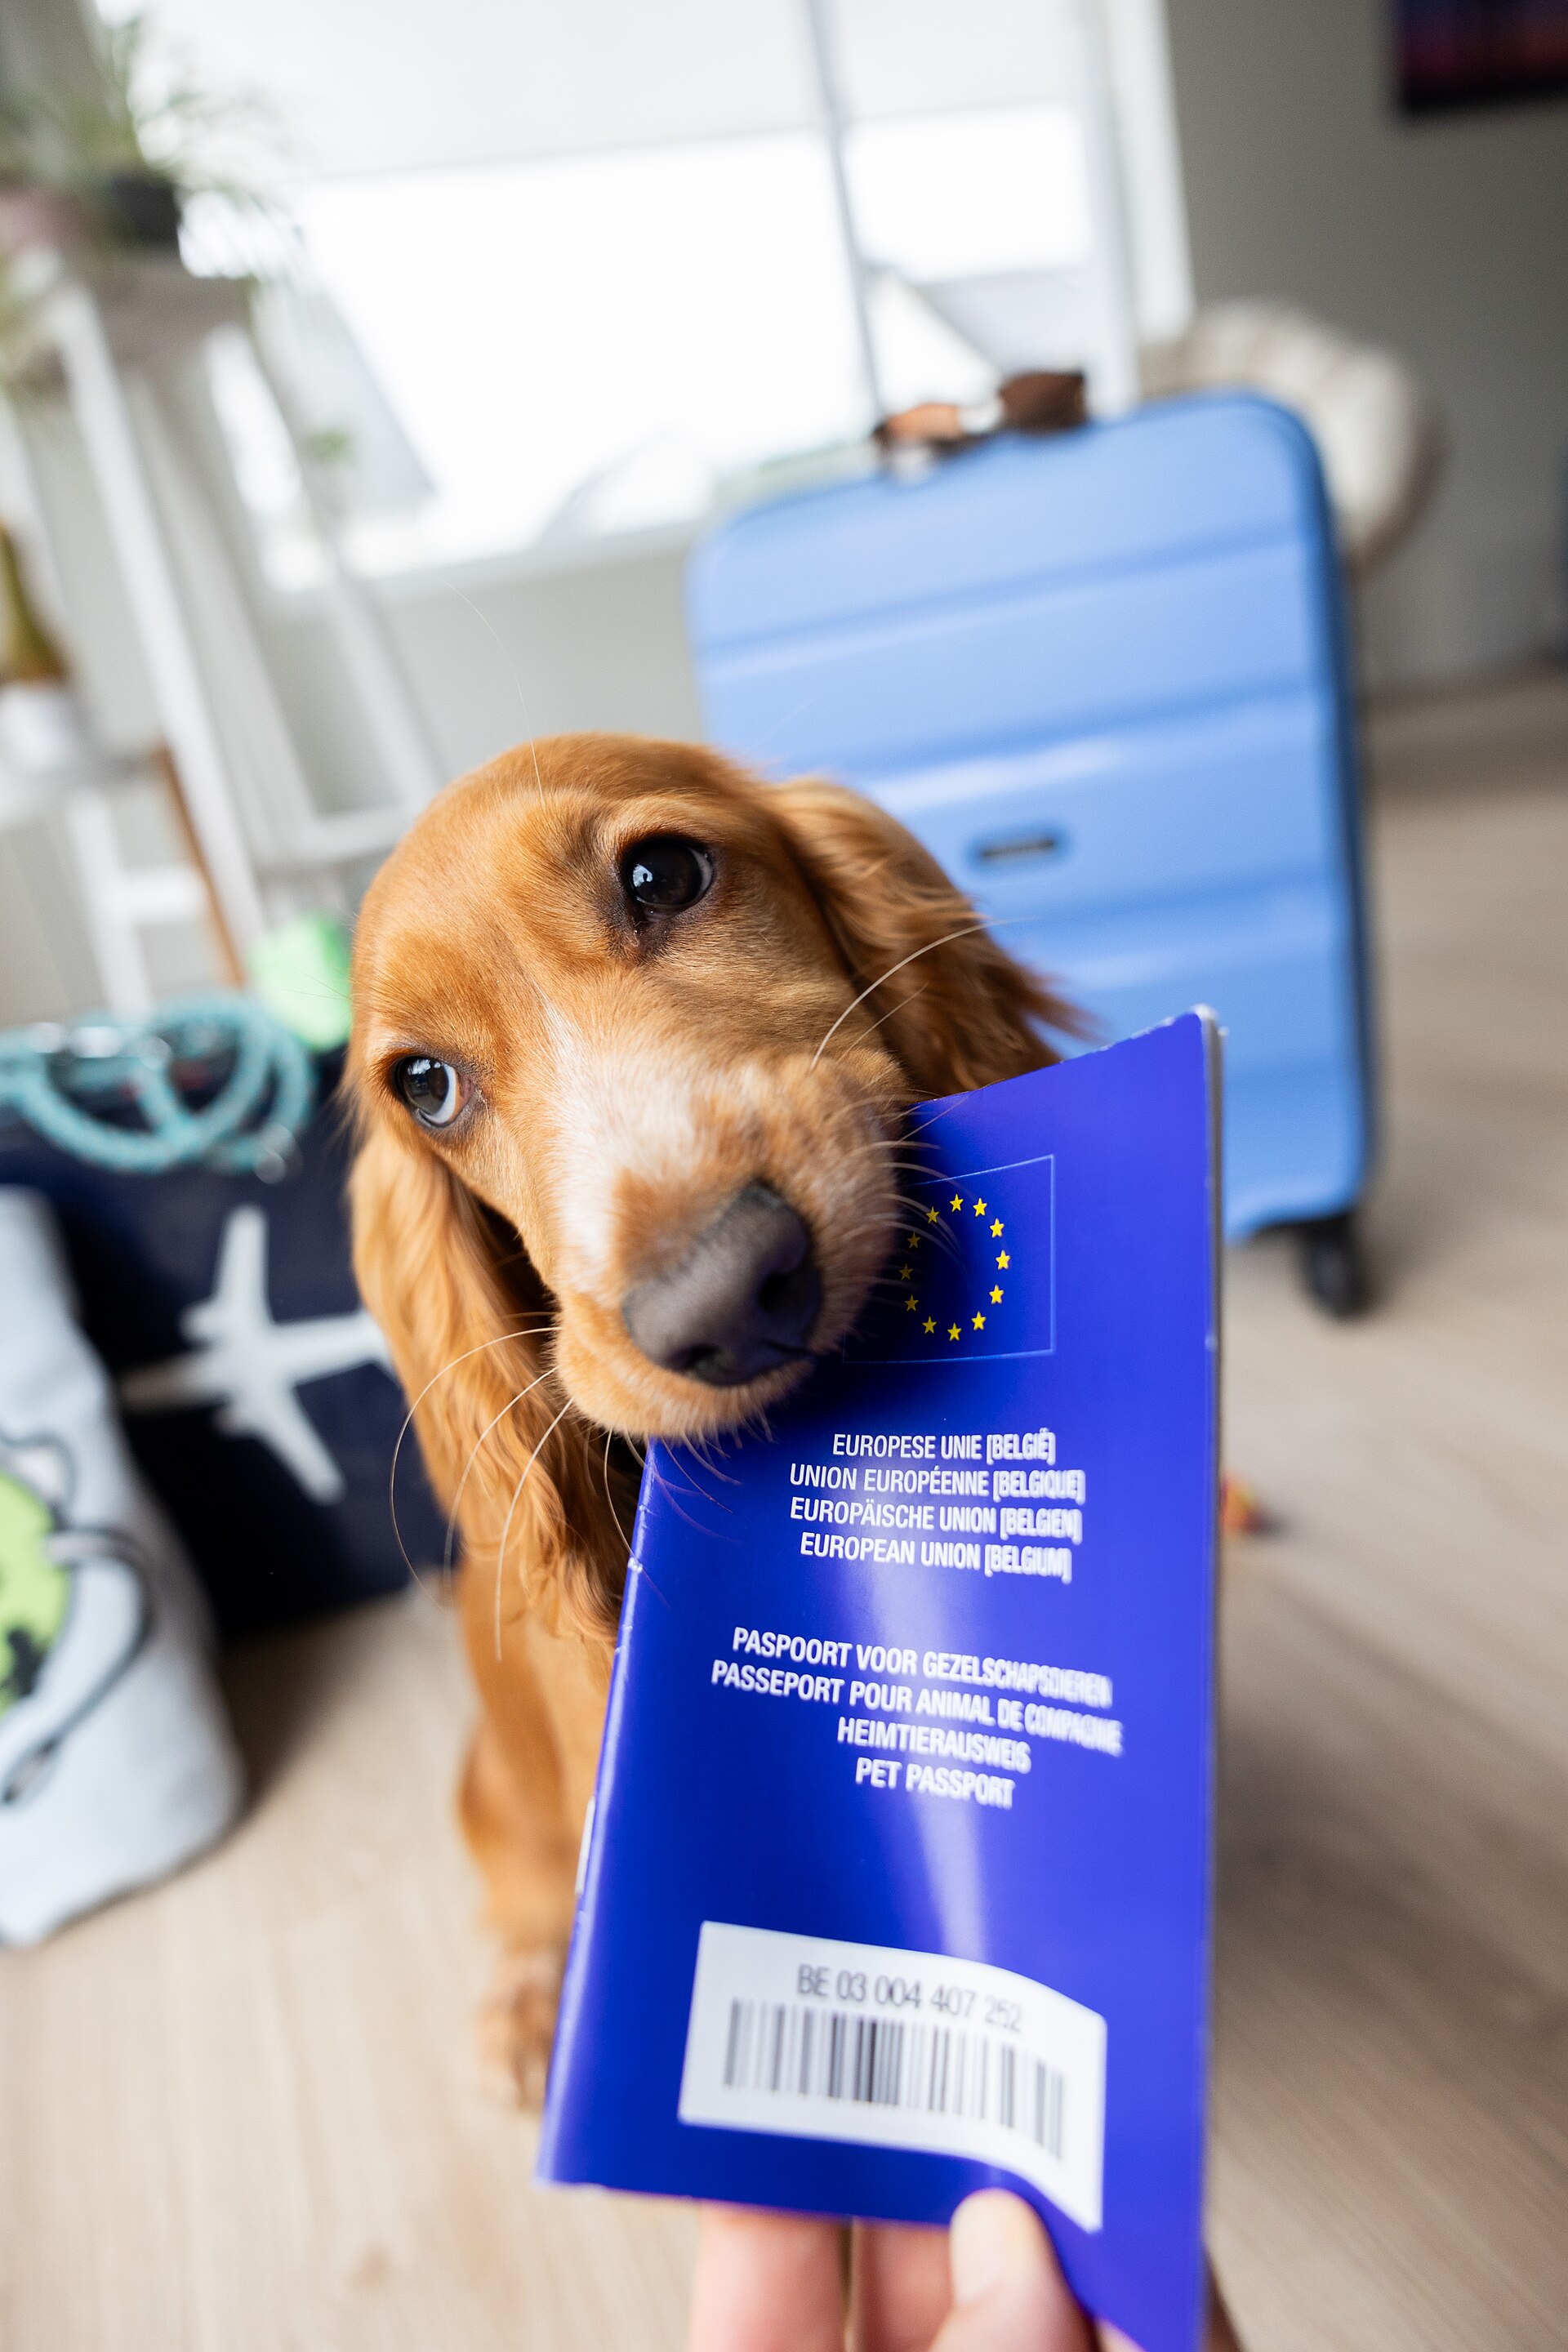 EUROPESE UNIE [BELGIË]
UNION EUROPÉENNE [BELGIQUE]
EUROPÄISCHE UNION [BELGIEN]
EUROPEAN UNION [BELGIUM]
PASPOORT VOOR GEZELSCHAPSDIEREN
PASSEPORT POUR ANIMAL DE COMPAGNIE
HEIMTIERAUSWEIS
PET PASSPORT
BE 03 004 407 252